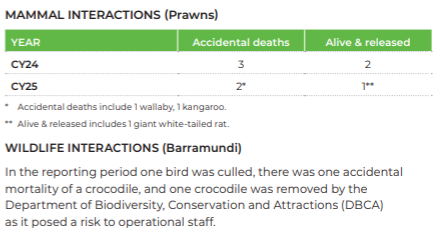 MAMMAL INTERACTIONS (Prawns)
YEAR Accidental deaths Alive & released
CY24 3 2
CY25 2* 1**
* Accidental deaths include 1 wallaby, 1 kangaroo.
** Alive & released includes 1 giant white-tailed rat.
WILDLIFE INTERACTIONS (Barramundi)
In the reporting period one bird was culled, there was one accidental
mortality of a crocodile, and one crocodile was removed by the
Department of Biodiversity, Conservation and Attractions (DBCA)
as it posed a risk to operational staff.